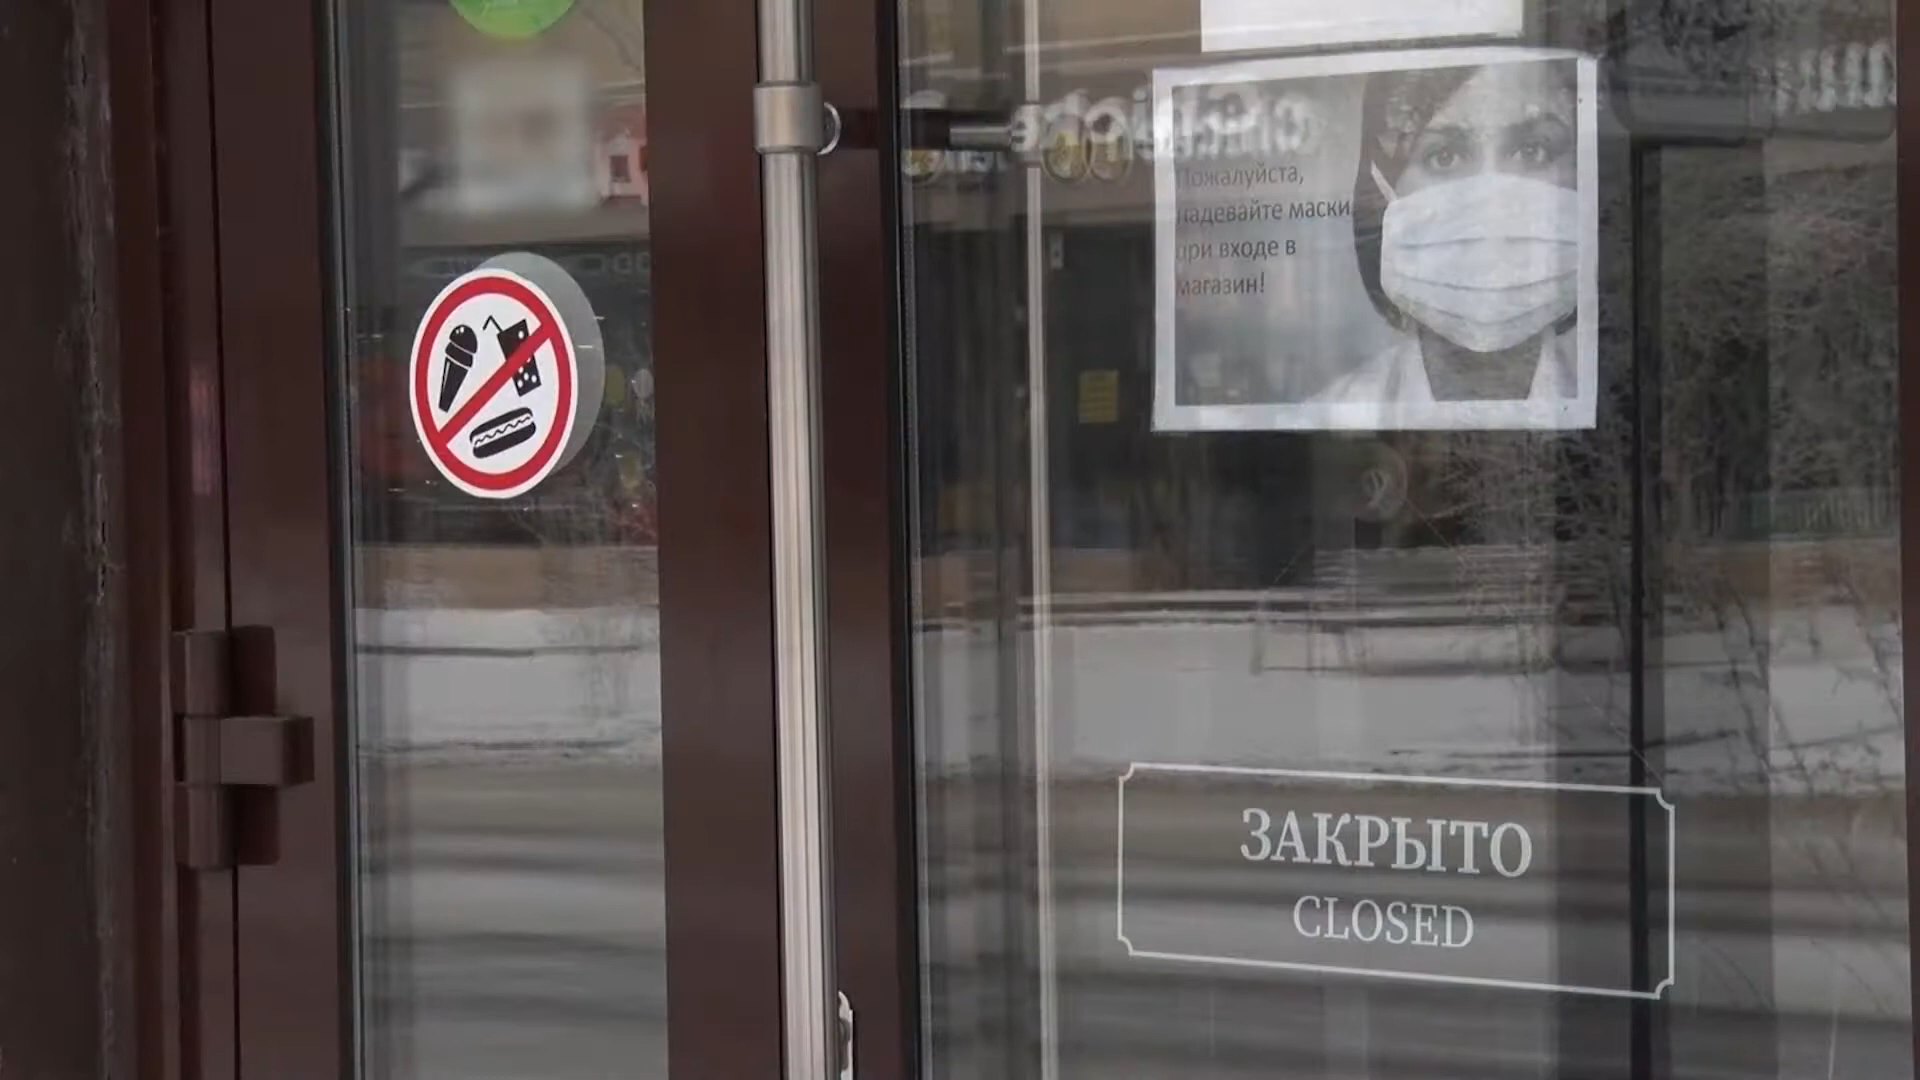 Пожалуйста,
надевайте маски
при входе в
магазин!
ЗАКРЫТО
CLOSED